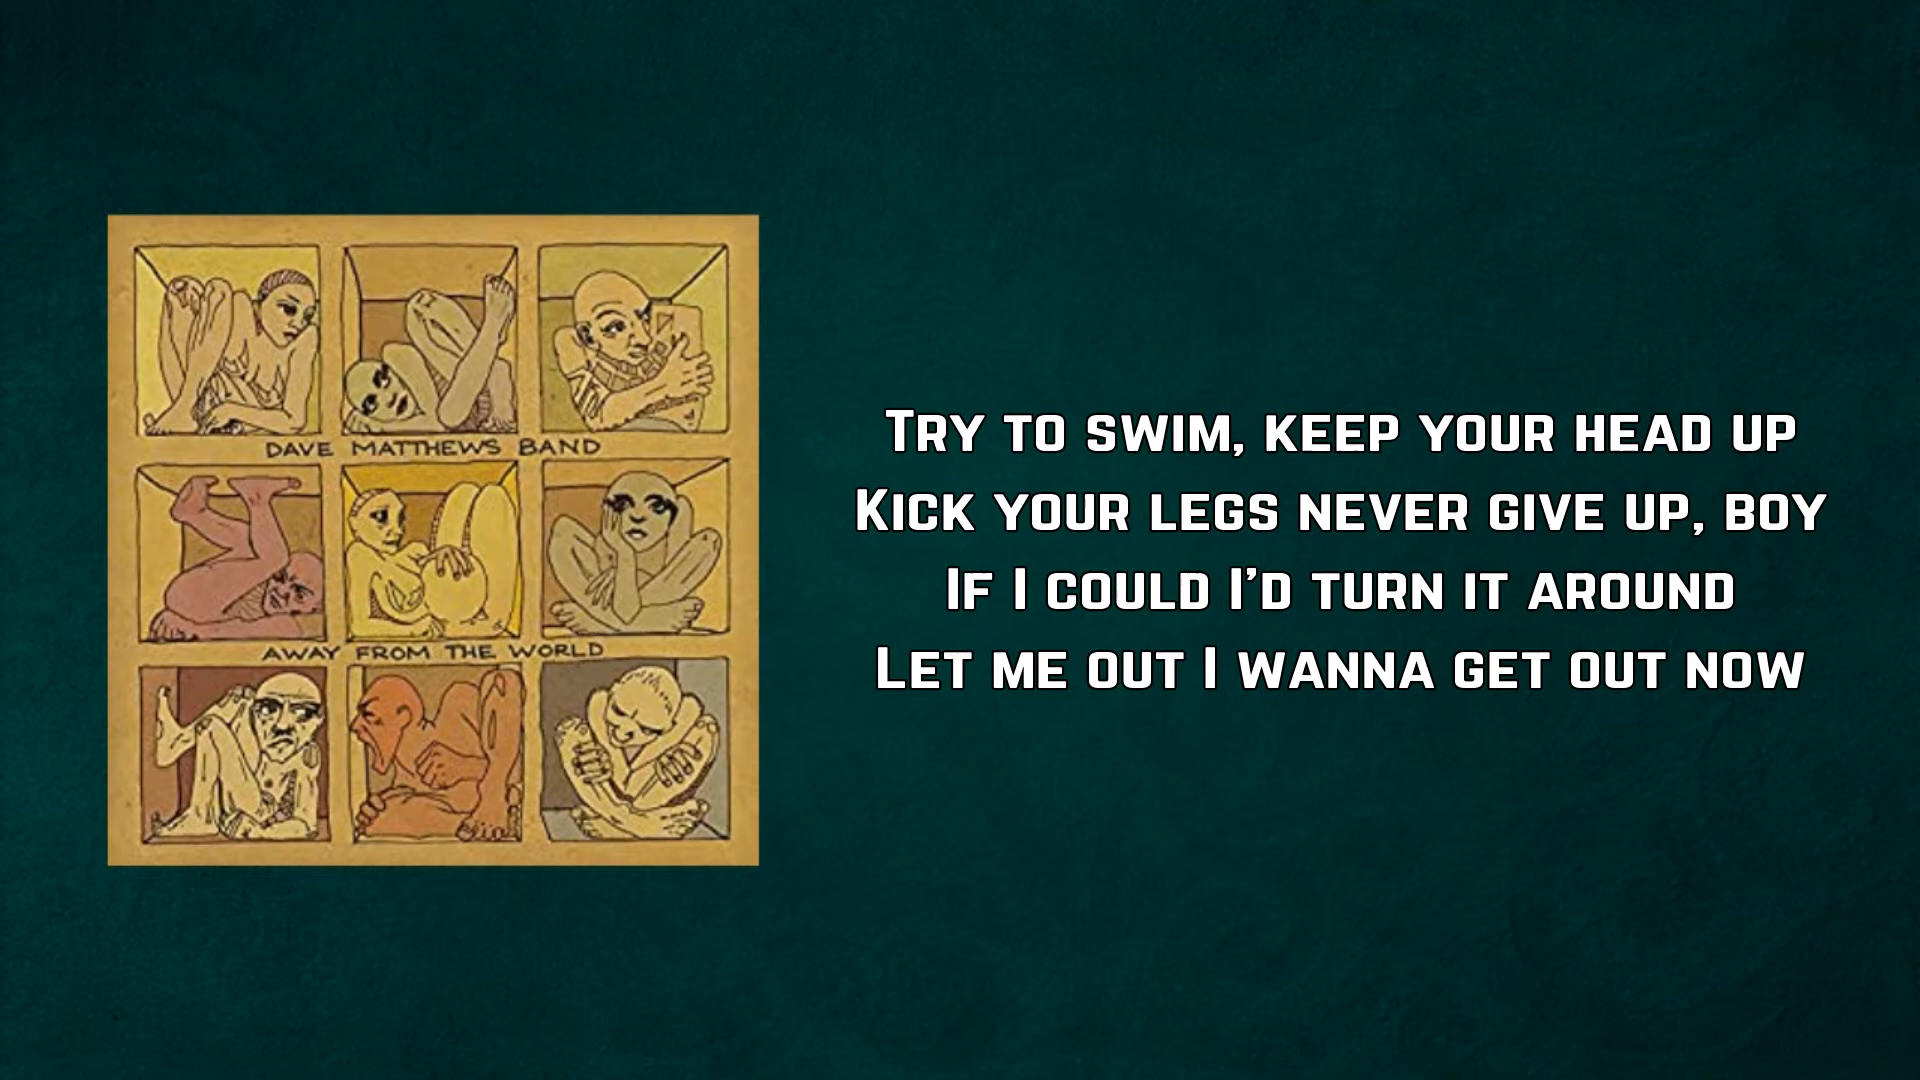 DAVE MATTHEWS BAND
AWAY FROM THE WORLD
Try to swim, keep your head up
Kick your legs never give up, boy
If I could I'd turn it around
Let me out I wanna get out now